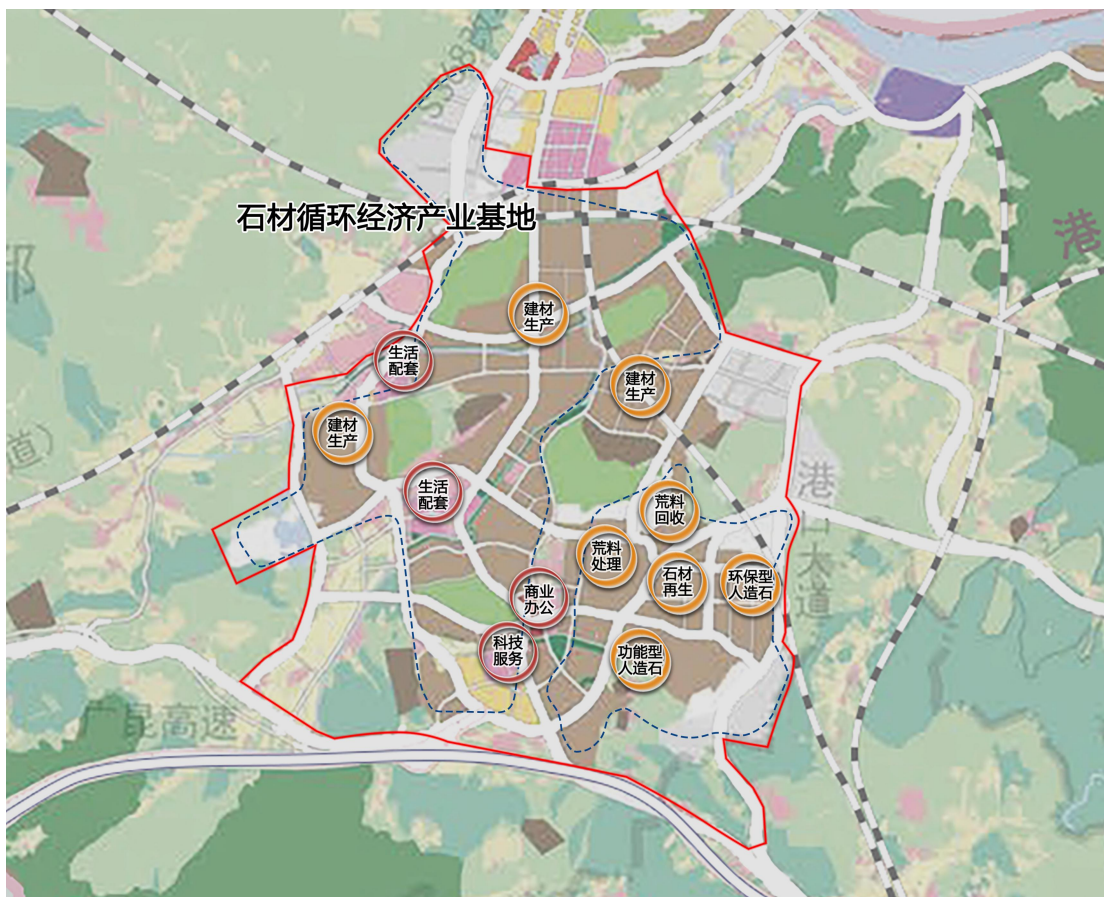 S368
石材循环经济产业基地
港
建材
生产
生活
配套
建材
生产
建材
生产
道）
生活
配套
荒料
回收
港口大道
荒料
处理
石材
再生
环保型
人造石
商业
办公
科技
服务
功能型
人造石
广昆高速